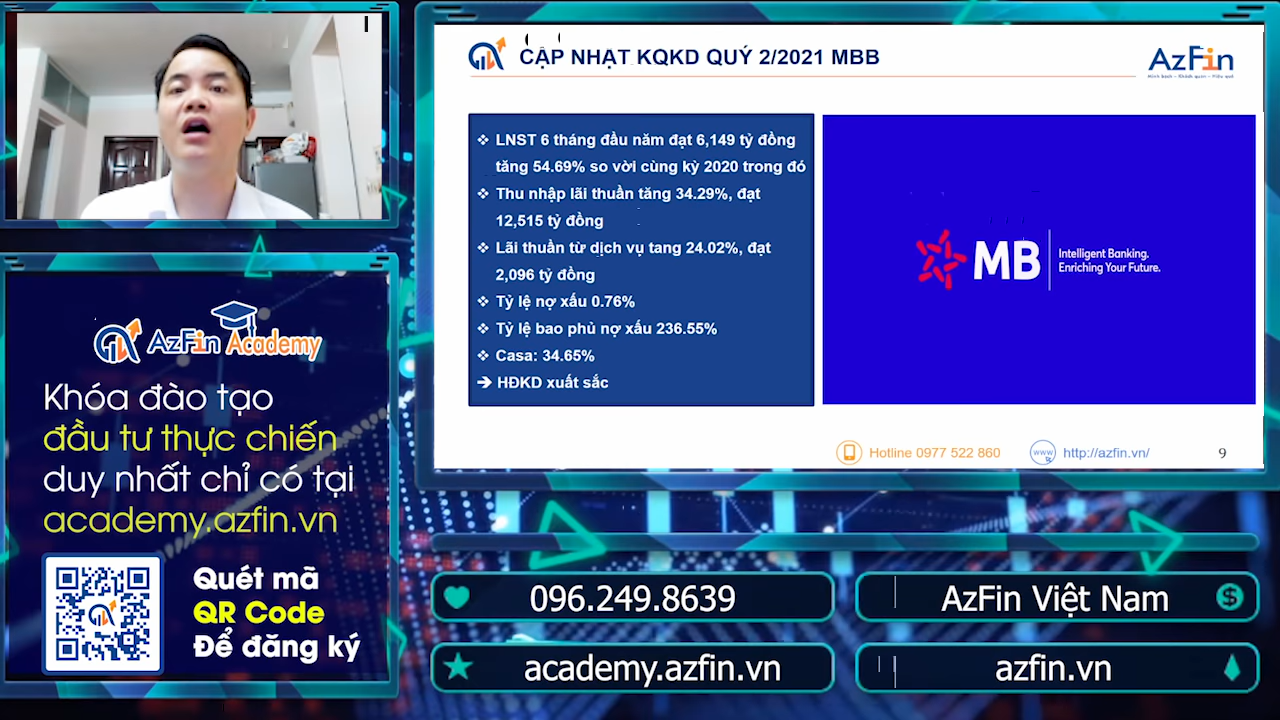 CẬP NHẬT KQKD QUÝ 2/2021 MBB
AzFin
❖ LNST 6 tháng đầu năm đạt 6,149 tỷ đồng
tăng 54.69% so vời cùng kỳ 2020 trong đó
❖ Thu nhập lãi thuần tăng 34.29%, đạt
12,515 tỷ đồng
❖ Lãi thuần từ dịch vụ tang 24.02%, đạt
2,096 tỷ đồng
❖ Tỷ lệ nợ xấu 0.76%
❖ Tỷ lệ bao phủ nợ xấu 236.55%
❖ Casa: 34.65%
➔ HĐKD xuất sắc
MB
Intelligent Banking.
Enriching Your Future.
Hotline 0977 522 860
www
http://azfin.vn/
9
AzFin Academy
Khóa đào tạo
đầu tư thực chiến
duy nhất chỉ có tại
academy.azfin.vn
Quét mã
QR Code
Để đăng ký
096.249.8639
AzFin Việt Nam
academy.azfin.vn
azfin.vn